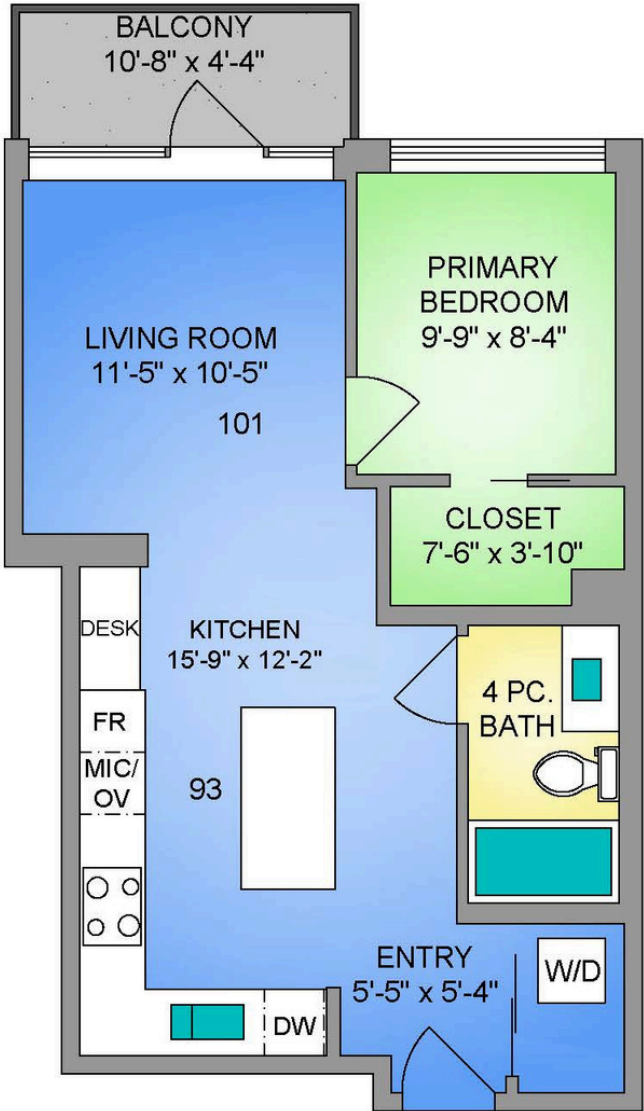 BALCONY
10'-8" x 4'-4"
PRIMARY
BEDROOM
9'-9" x 8'-4"
LIVING ROOM
11'-5" x 10'-5"
101
CLOSET
7'-6" x 3'-10"
DESK
KITCHEN
15'-9" x 12'-2"
4 PC.
BATH
FR
MIC/
OV
93
ENTRY
5'-5" x 5'-4"
W/D
DW